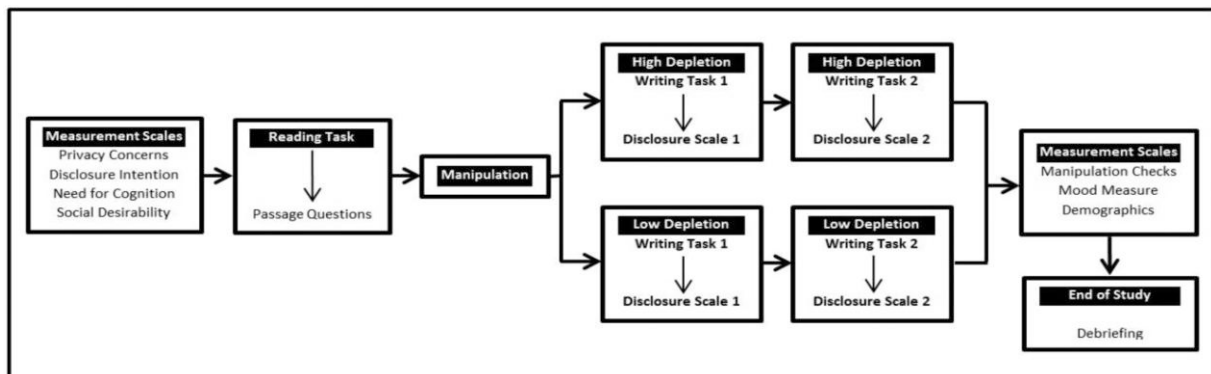 Measurement Scales
Privacy Concerns
Disclosure Intention
Need for Cognition
Social Desirability
Reading Task
Passage Questions
Manipulation
High Depletion
Writing Task 1
Disclosure Scale 1
High Depletion
Writing Task 2
Disclosure Scale 2
Low Depletion
Writing Task 1
Disclosure Scale 1
Low Depletion
Writing Task 2
Disclosure Scale 2
Measurement Scales
Manipulation Checks
Mood Measure
Demographics
End of Study
Debriefing